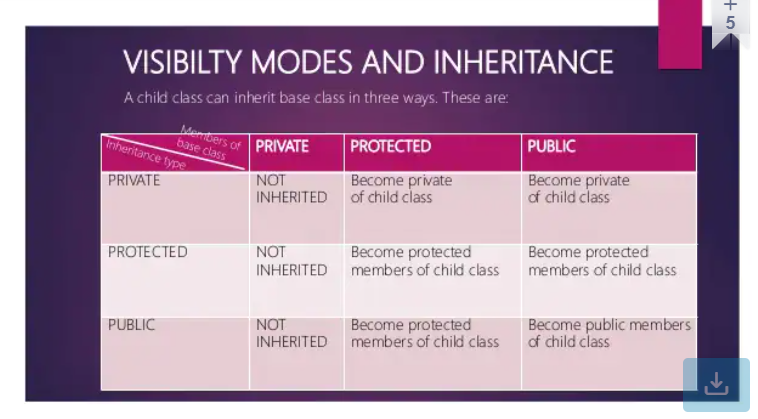 +
5
VISIBILTY MODES AND INHERITANCE
A child class can inherit base class in three ways. These are:
Members of
base class
Inheritance type
PRIVATE
PROTECTED
PUBLIC
PRIVATE
NOT
INHERITED
Become private
of child class
Become private
of child class
PROTECTED
NOT
INHERITED
Become protected
members of child class
Become protected
members of child class
PUBLIC
NOT
INHERITED
Become protected
members of child class
Become public members
of child class